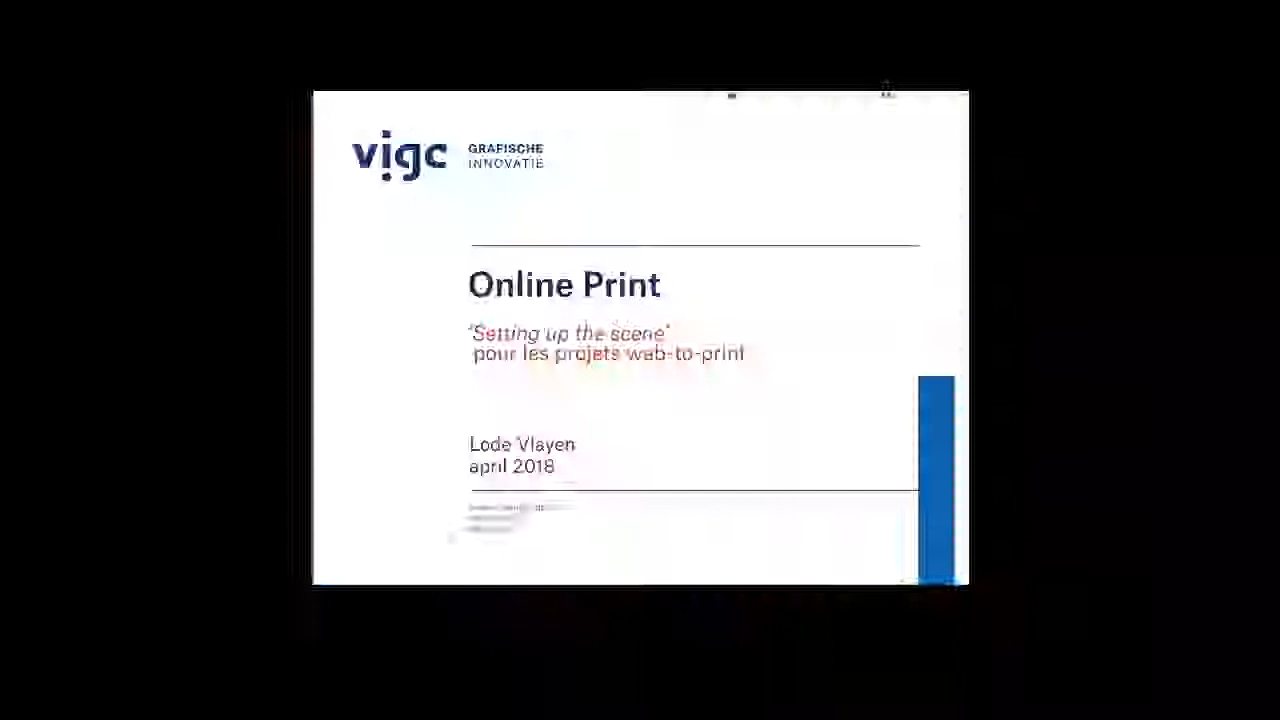 vigc
GRAFISCHE
INNOVATIE
Online Print
'Setting up the scene'
pour les projets web-to-print
Lode Vlayen
april 2018